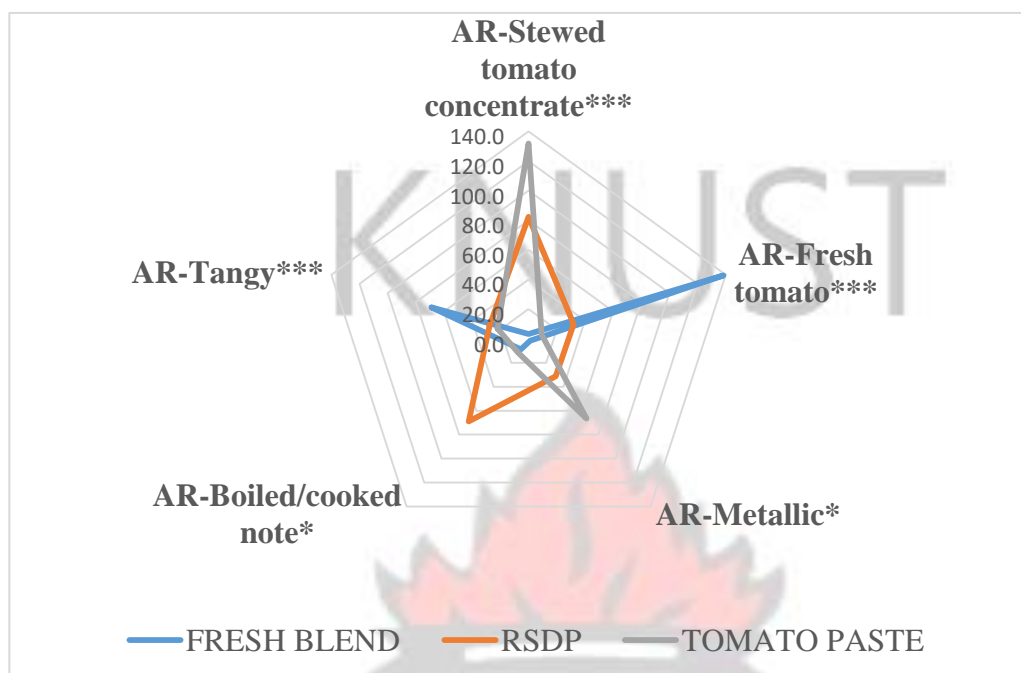 AR-Stewed
tomato
concentrate***
140.0
120.0
100.0
80.0
60.0
40.0
20.0
0.0
KNUST
AR-Fresh
tomato***
AR-Tangy***
AR-Boiled/cooked
note*
AR-Metallic*
FRESH BLEND RSDP TOMATO PASTE